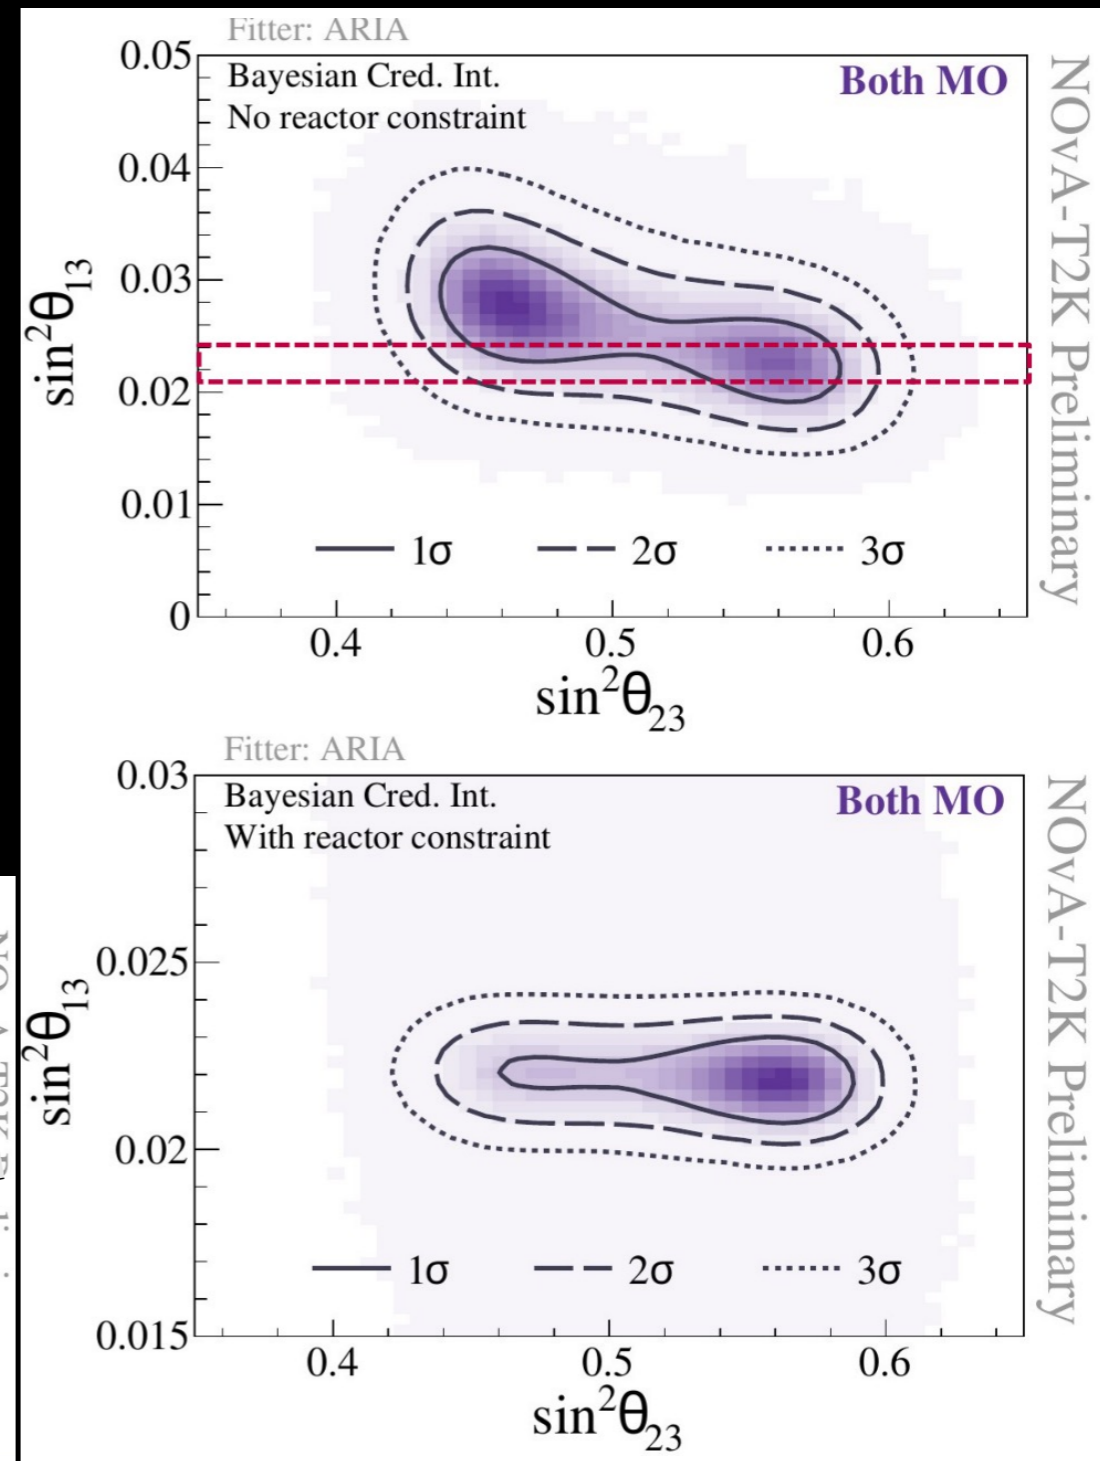 Fitter: ARIA
Bayesian Cred. Int.
No reactor constraint
Both MO
NOvA-T2K Preliminary
0.05
0.04
0.03
0.02
0.01
0
sin²θ₁₃
1σ
2σ
3σ
0.4
0.5
0.6
sin²θ₂₃
Fitter: ARIA
Bayesian Cred. Int.
With reactor constraint
Both MO
NOvA-T2K Preliminary
0.03
0.025
0.02
0.015
sin²θ₁₃
1σ
2σ
3σ
0.4
0.5
0.6
sin²θ₂₃